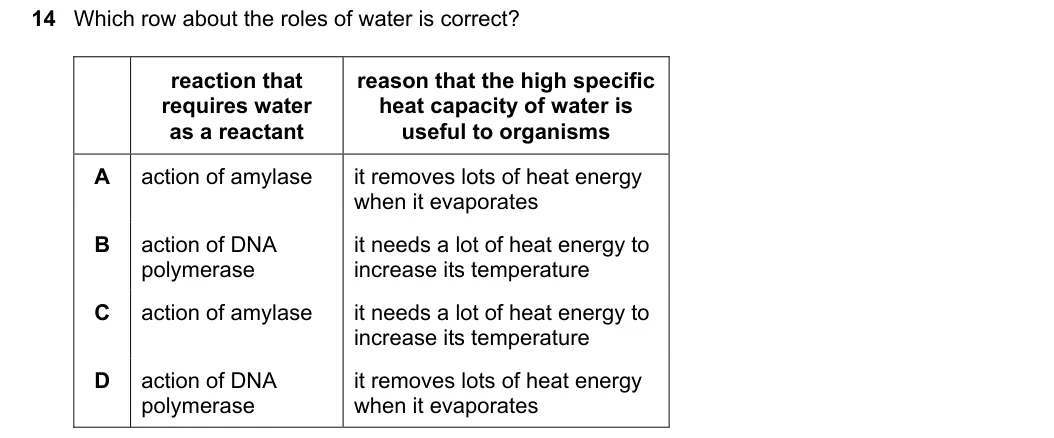 14 Which row about the roles of water is correct?
reaction that requires water as a reactant
reason that the high specific heat capacity of water is useful to organisms
A action of amylase it removes lots of heat energy
when it evaporates
B action of DNA it needs a lot of heat energy to
polymerase increase its temperature
C action of amylase it needs a lot of heat energy to
increase its temperature
D action of DNA it removes lots of heat energy
polymerase when it evaporates